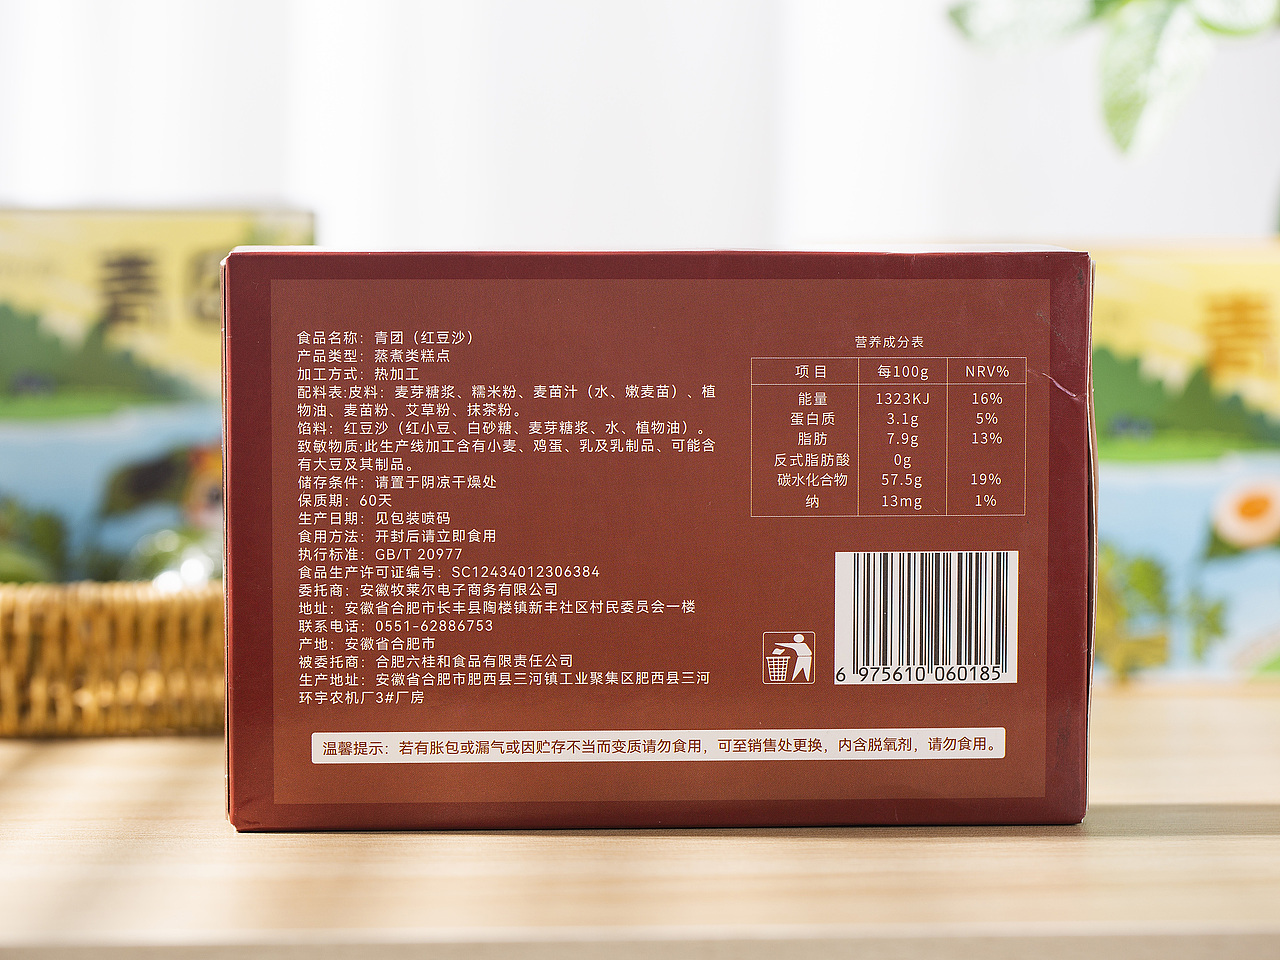 食品名称：青团（红豆沙）
产品类型：蒸煮类糕点
加工方式：热加工
配料表:皮料：麦芽糖浆、糯米粉、麦苗汁（水、嫩麦苗）、植
物油、麦苗粉、艾草粉、抹茶粉。
馅料：红豆沙（红小豆、白砂糖、麦芽糖浆、水、植物油）。
致敏物质:此生产线加工含有小麦、鸡蛋、乳及乳制品、可能含
有大豆及其制品。
储存条件：请置于阴凉干燥处
保质期：60天
生产日期：见包装喷码
食用方法：开封后请立即食用
执行标准：GB/T 20977
食品生产许可证编号：SC12434012306384
委托商：安徽牧莱尔电子商务有限公司
地址：安徽省合肥市长丰县陶楼镇新丰社区村民委员会一楼
联系电话：0551-62886753
产地：安徽省合肥市
被委托商：合肥六桂和食品有限责任公司
生产地址：安徽省合肥市肥西县三河镇工业聚集区肥西县三河
环宇农机厂3#厂房
营养成分表
项目 每100g NRV%
能量 1323KJ 16%
蛋白质 3.1g 5%
脂肪 7.9g 13%
反式脂肪酸 0g
碳水化合物 57.5g 19%
纳 13mg 1%
6 975610 060185
温馨提示：若有胀包或漏气或因贮存不当而变质请勿食用，可至销售处更换，内含脱氧剂，请勿食用。
青